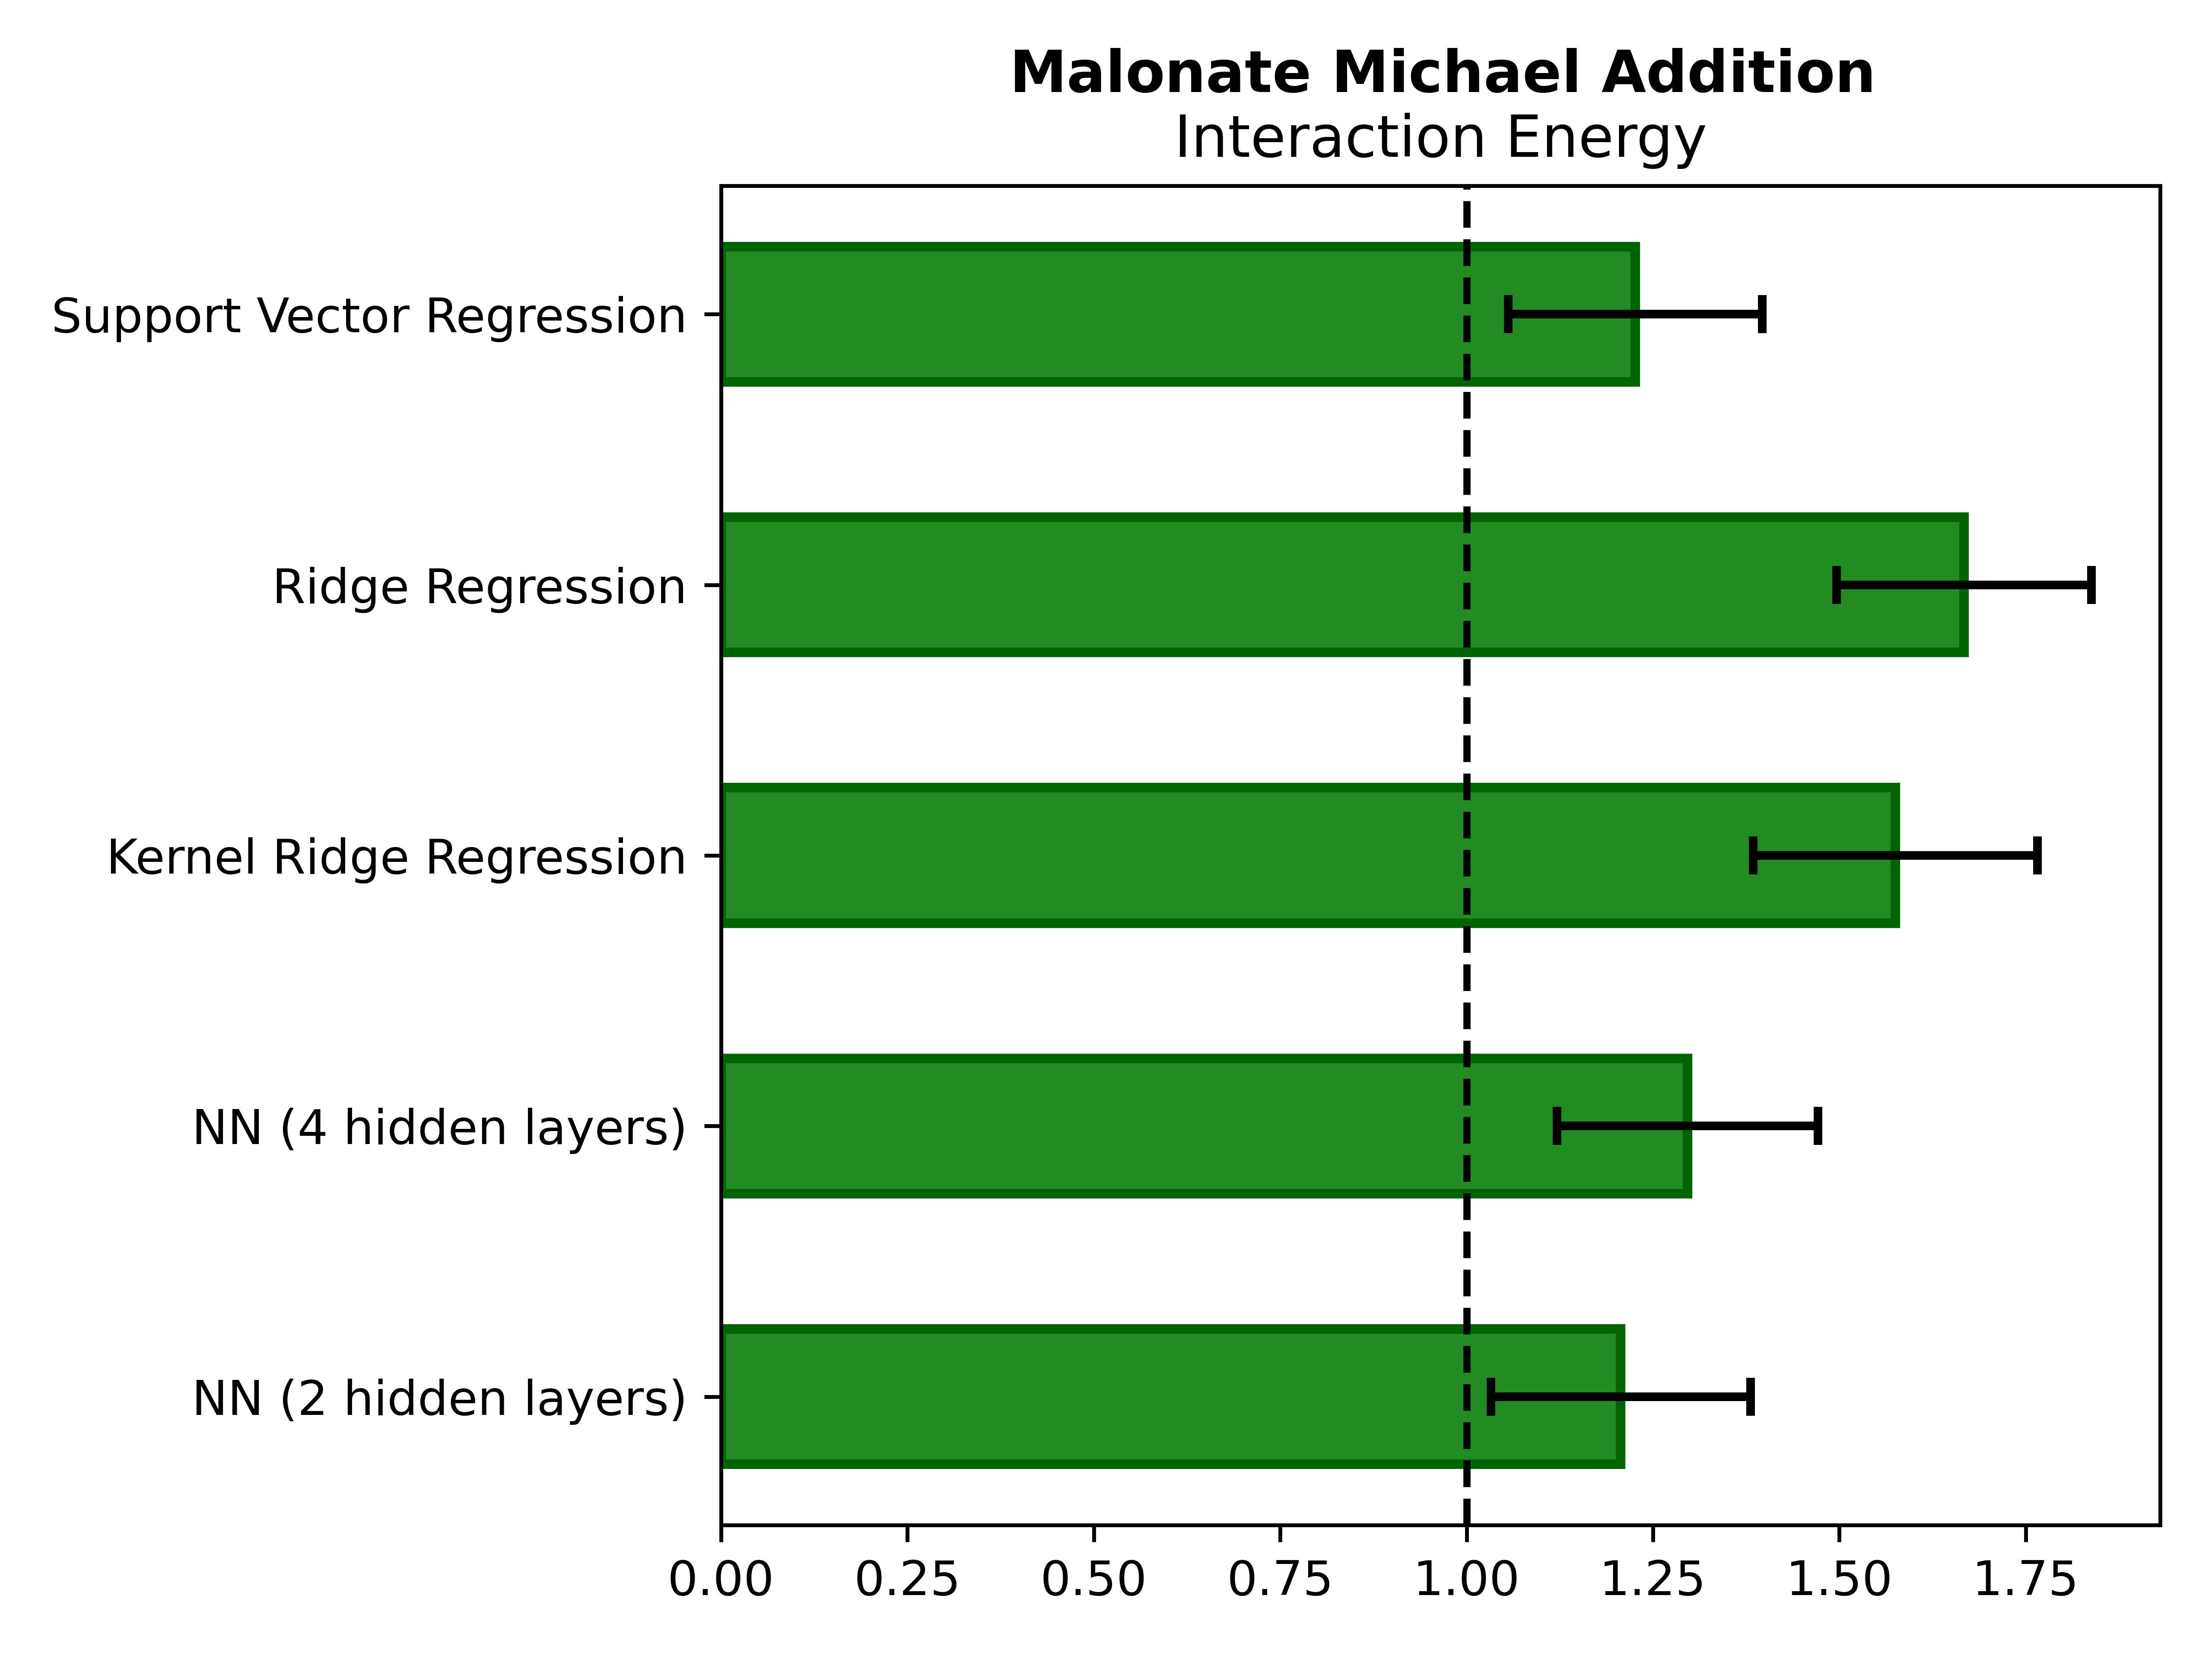 Malonate Michael Addition
Interaction Energy
Support Vector Regression
Ridge Regression
Kernel Ridge Regression
NN (4 hidden layers)
NN (2 hidden layers)
0.00 0.25 0.50 0.75 1.00 1.25 1.50 1.75